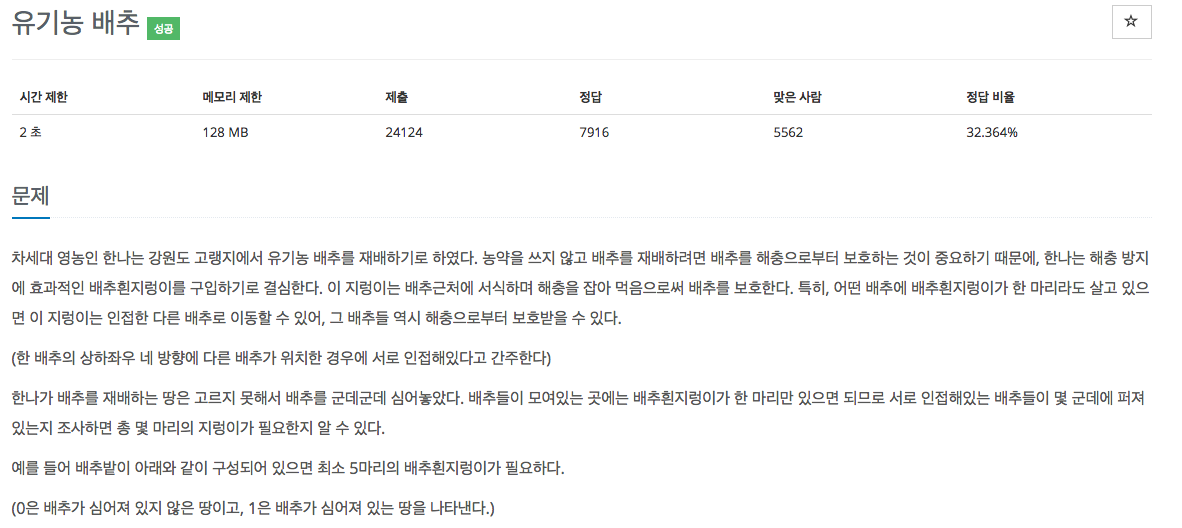 유기농 배추 성공
☆
시간 제한 메모리 제한 제출 정답 맞은 사람 정답 비율
2 초 128 MB 24124 7916 5562 32.364%
문제
차세대 영농인 한나는 강원도 고랭지에서 유기농 배추를 재배하기로 하였다. 농약을 쓰지 않고 배추를 재배하려면 배추를 해충으로부터 보호하는 것이 중요하기 때문에, 한나는 해충 방지
에 효과적인 배추흰지렁이를 구입하기로 결심한다. 이 지렁이는 배추근처에 서식하며 해충을 잡아 먹음으로써 배추를 보호한다. 특히, 어떤 배추에 배추흰지렁이가 한 마리라도 살고 있으
면 이 지렁이는 인접한 다른 배추로 이동할 수 있어, 그 배추들 역시 해충으로부터 보호받을 수 있다.
(한 배추의 상하좌우 네 방향에 다른 배추가 위치한 경우에 서로 인접해있다고 간주한다)
한나가 배추를 재배하는 땅은 고르지 못해서 배추를 군데군데 심어놓았다. 배추들이 모여있는 곳에는 배추흰지렁이가 한 마리만 있으면 되므로 서로 인접해있는 배추들이 몇 군데에 퍼져
있는지 조사하면 총 몇 마리의 지렁이가 필요한지 알 수 있다.
예를 들어 배추밭이 아래와 같이 구성되어 있으면 최소 5마리의 배추흰지렁이가 필요하다.
(0은 배추가 심어져 있지 않은 땅이고, 1은 배추가 심어져 있는 땅을 나타낸다.)